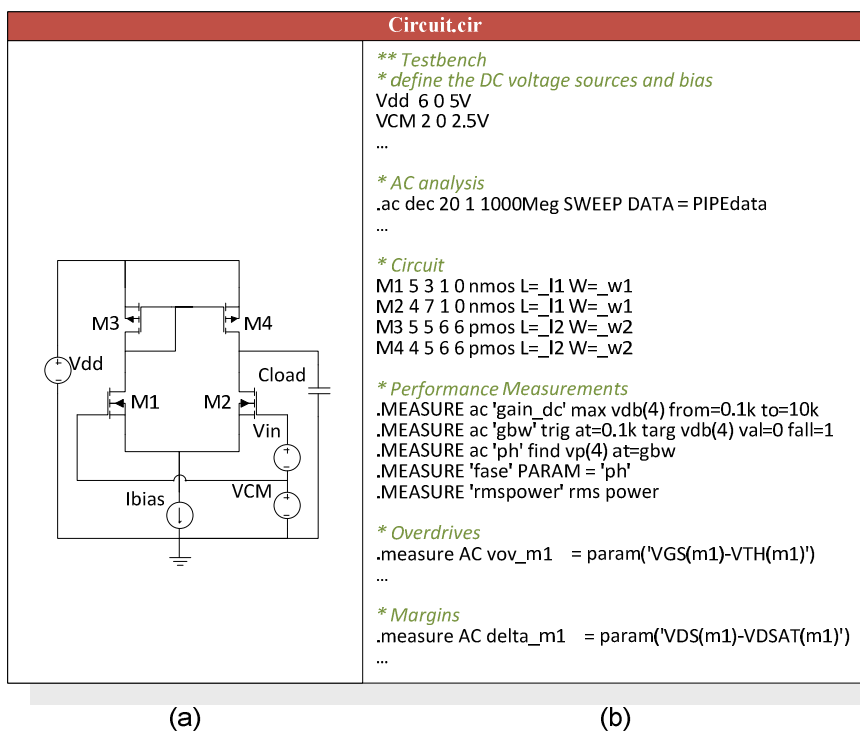 Circuit.cir
M3
M4
Vdd
Cload
M1
M2
Vin
Ibias
VCM
** Testbench
* define the DC voltage sources and bias
Vdd 6 0 5V
VCM 2 0 2.5V
...
* AC analysis
.ac dec 20 1 1000Meg SWEEP DATA = PIPEdata
...
* Circuit
M1 5 3 1 0 nmos L=_l1 W=_w1
M2 4 7 1 0 nmos L=_l1 W=_w1
M3 5 5 6 6 pmos L=_l2 W=_w2
M4 4 5 6 6 pmos L=_l2 W=_w2
* Performance Measurements
.MEASURE ac 'gain_dc' max vdb(4) from=0.1k to=10k
.MEASURE ac 'gbw' trig at=0.1k targ vdb(4) val=0 fall=1
.MEASURE ac 'ph' find vp(4) at=gbw
.MEASURE 'fase' PARAM = 'ph'
.MEASURE 'rmspower' rms power
* Overdrives
.measure AC vov_m1 = param('VGS(m1)-VTH(m1)')
...
* Margins
.measure AC delta_m1 = param('VDS(m1)-VDSAT(m1)')
...
(a)
(b)